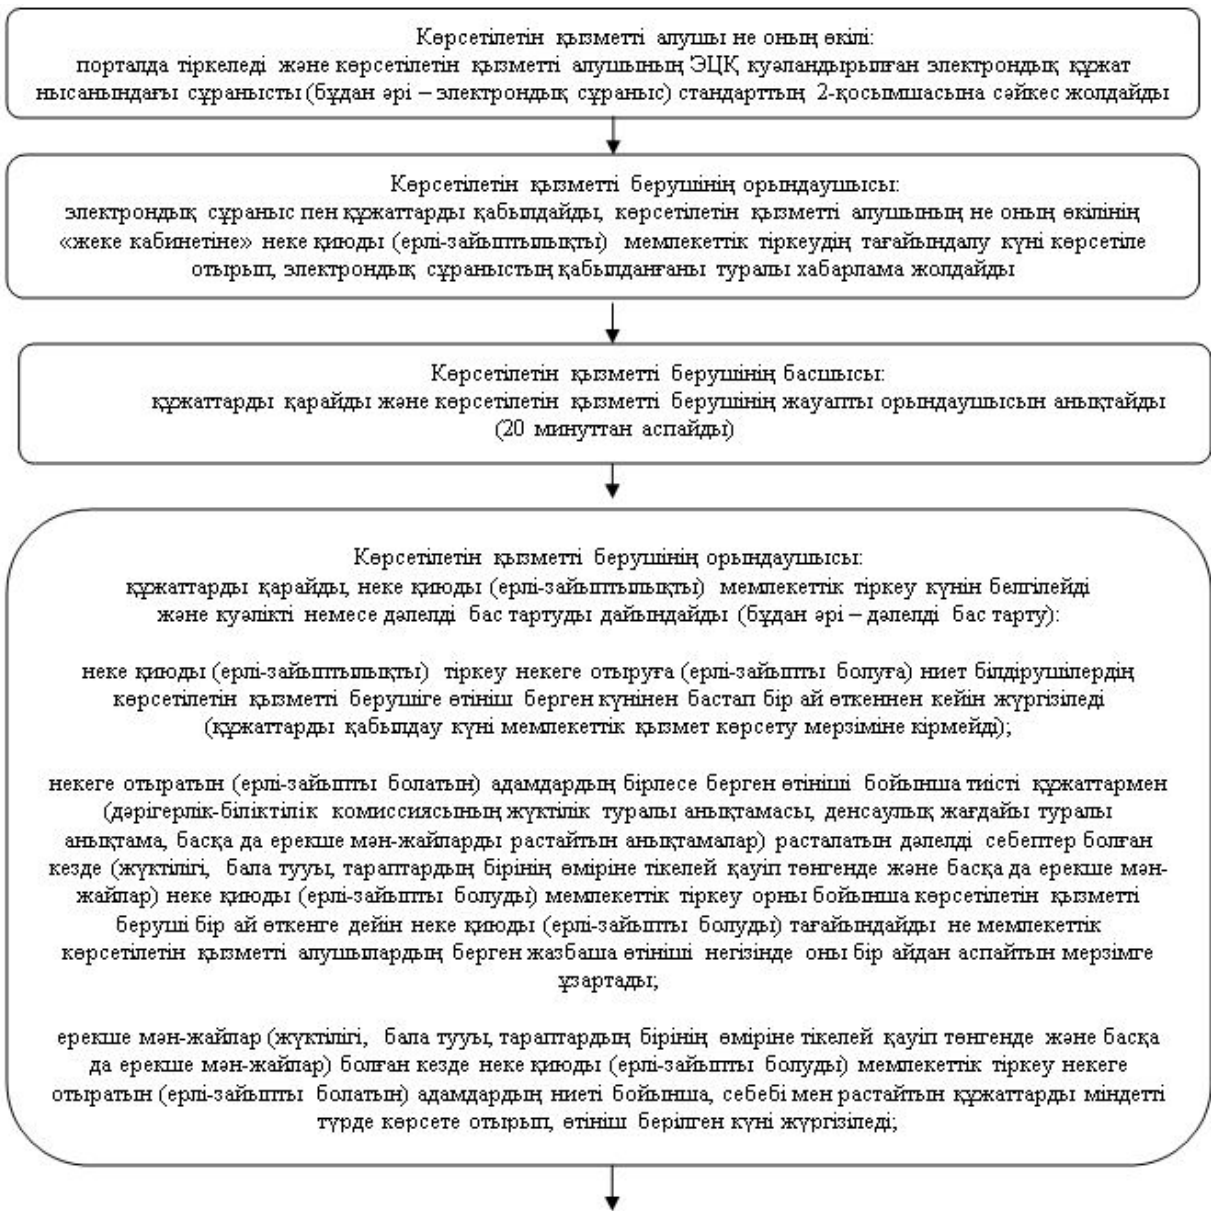 Көрсетілетін қызметті алушы не оның өкілі:
порталда тіркеледі және көрсетілетін қызметті алушының ЭЦҚ куәландырылған электрондық құжат
нысанындағы сұранысты (бұдан әрі – электрондық сұраныс) стандарттың 2-қосымшасына сәйкес жолдайды
Көрсетілетін қызметті берушінің орындаушысы:
электрондық сұраныс пен құжаттарды қабылдайды, көрсетілетін қызметті алушының не оның өкілінің
«жеке кабинетіне» неке қиюды (ерлі-зайыптылықты) мемлекеттік тіркеудің тағайындалу күні көрсетіле
отырып, электрондық сұраныстың қабылданғаны туралы хабарлама жолдайды
Көрсетілетін қызметті берушінің басшысы:
құжаттарды қарайды және көрсетілетін қызметті берушінің жауапты орындаушысын анықтайды
(20 минуттан аспайды)
Көрсетілетін қызметті берушінің орындаушысы:
құжаттарды қарайды, неке қиюды (ерлі-зайыптылықты) мемлекеттік тіркеу күнін белгілейді
және куәлікті немесе дәлелді бас тартуды дайындайды (бұдан әрі – дәлелді бас тарту):
неке қиюды (ерлі-зайыптылықты) тіркеу некеге отыруға (ерлі-зайыпты болуға) ниет білдірушілердің
көрсетілетін қызметті берушіге өтініш берген күнінен бастап бір ай өткеннен кейін жүргізіледі
(құжаттарды қабылдау күні мемлекеттік қызмет көрсету мерзіміне кірмейді);
некеге отыратын (ерлі-зайыпты болатын) адамдардың бірлесе берген өтініші бойынша тиісті құжаттармен
(дәрігерлік-біліктілік комиссиясының жүктілік туралы анықтамасы, денсаулық жағдайы туралы
анықтама, басқа да ерекше мән-жайларды растайтын анықтамалар) расталатын дәлелді себептер болған
кезде (жүктілігі, бала тууы, тараптардың бірінің өміріне тікелей қауіп төнгенде және басқа да ерекше мән-
жайлар) неке қиюды (ерлі-зайыпты болуды) мемлекеттік тіркеу орны бойынша көрсетілетін қызметті
беруші бір ай өткенге дейін неке қиюды (ерлі-зайыпты болуды) тағайындайды не мемлекеттік
көрсетілетін қызметті алушылардың берген жазбаша өтініші негізінде оны бір айдан аспайтын мерзімге
ұзартады;
ерекше мән-жайлар (жүктілігі, бала тууы, тараптардың бірінің өміріне тікелей қауіп төнгенде және басқа
да ерекше мән-жайлар) болған кезде неке қиюды (ерлі-зайыпты болуды) мемлекеттік тіркеу некеге
отыратын (ерлі-зайыпты болатын) адамдардың ниеті бойынша, себебі мен растайтын құжаттарды міндетті
түрде көрсете отырып, өтініш берілген күні жүргізіледі;